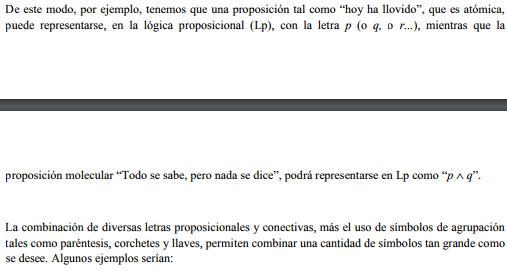 De este modo, por ejemplo, tenemos que una proposición tal como “hoy ha llovido”, que es atómica,
puede representarse, en la lógica proposicional (Lp), con la letra p (o q, o r...), mientras que la
proposición molecular “Todo se sabe, pero nada se dice”, podrá representarse en Lp como “p ∧ q”.
La combinación de diversas letras proposicionales y conectivas, más el uso de símbolos de agrupación
tales como paréntesis, corchetes y llaves, permiten combinar una cantidad de símbolos tan grande como
se desee. Algunos ejemplos serían: